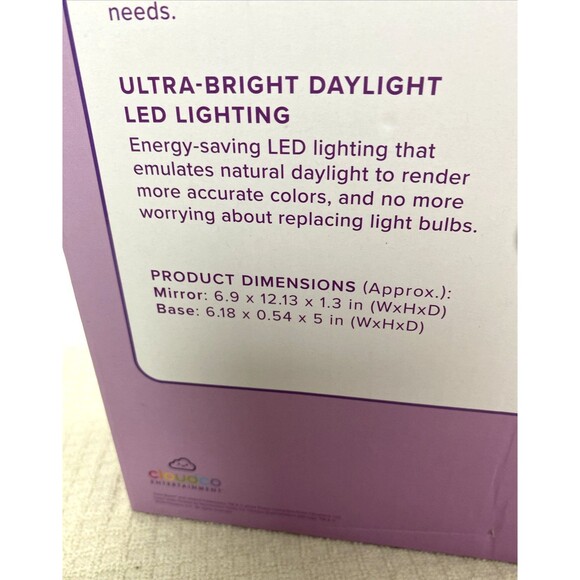 needs.
ULTRA-BRIGHT DAYLIGHT
LED LIGHTING
Energy-saving LED lighting that
emulates natural daylight to render
more accurate colors, and no more
worrying about replacing light bulbs.
PRODUCT DIMENSIONS (Approx.):
Mirror: 6.9 x 12.13 x 1.3 in (WxHxD)
Base: 6.18 x 0.54 x 5 in (WxHxD)
cloudco
ENTERTAINMENT